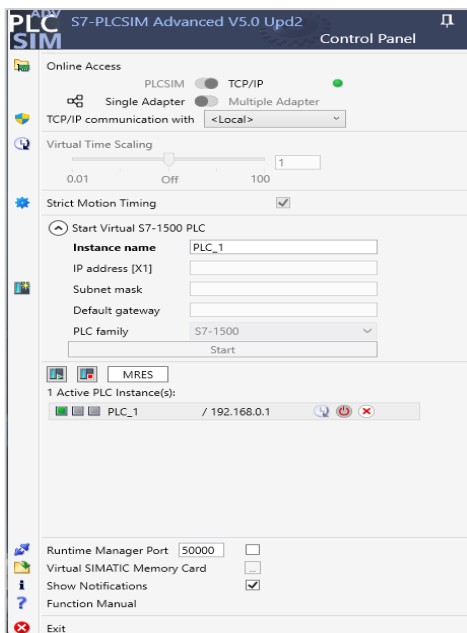 PLC ADV SIM S7-PLCSIM Advanced V5.0 Upd2
Control Panel
Online Access
PLCSIM TCP/IP
Single Adapter Multiple Adapter
TCP/IP communication with <Local>
Virtual Time Scaling
1
0.01 Off 100
Strict Motion Timing
Start Virtual S7-1500 PLC
Instance name PLC_1
IP address [X1]
Subnet mask
Default gateway
PLC family S7-1500
Start
MRES
1 Active PLC Instance(s):
PLC_1 / 192.168.0.1
Runtime Manager Port 50000
Virtual SIMATIC Memory Card ...
Show Notifications
Function Manual
Exit